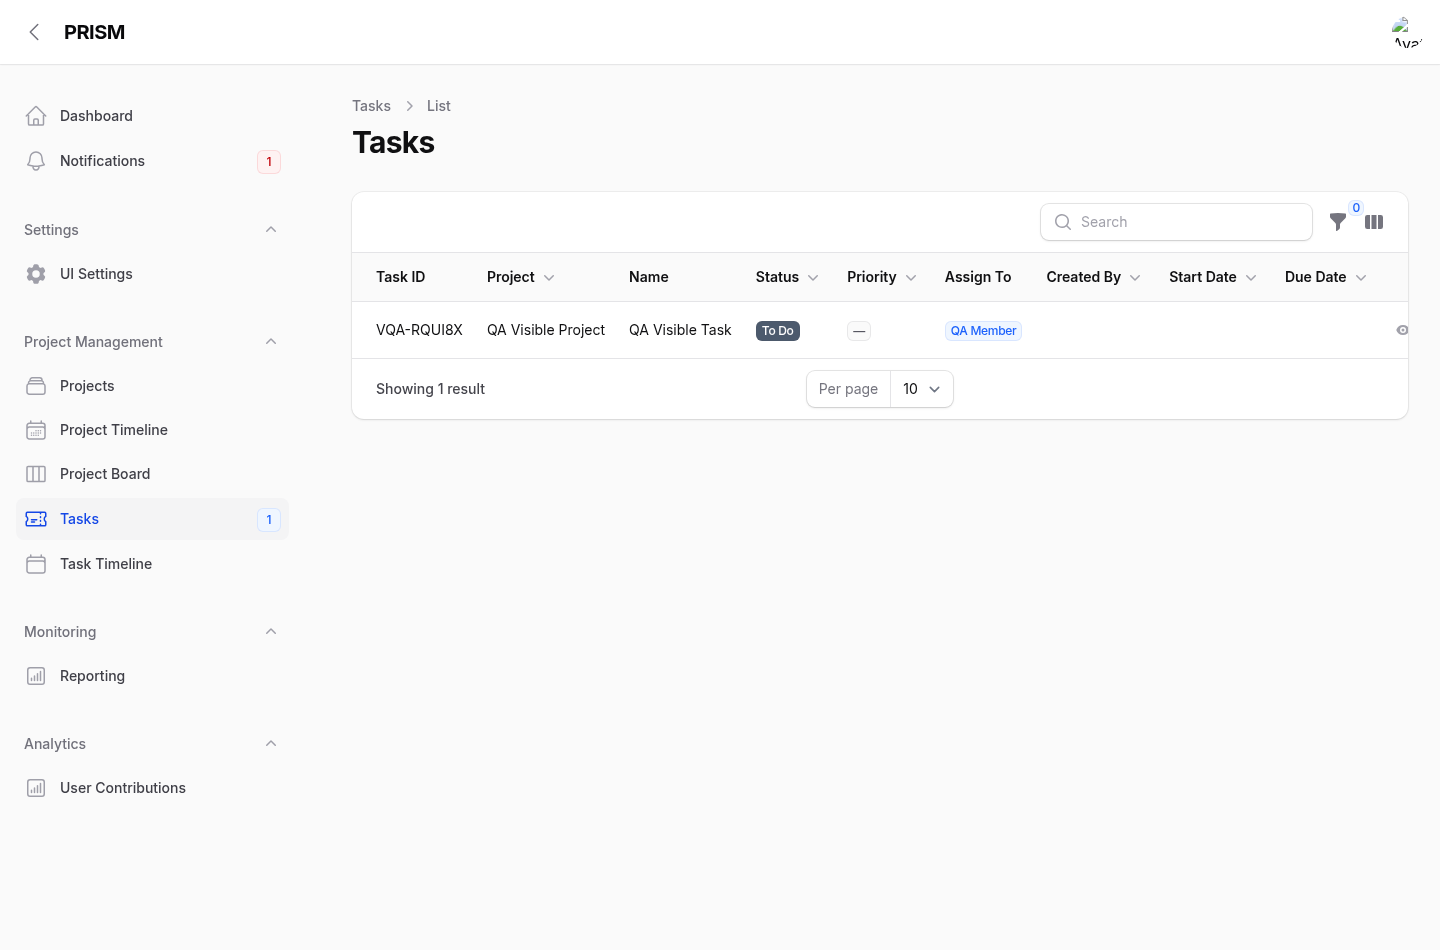 PRISM
Dashboard
Notifications 1
Settings
UI Settings
Project Management
Projects
Project Timeline
Project Board
Tasks 1
Task Timeline
Monitoring
Reporting
Analytics
User Contributions
Tasks List
Tasks
Search 0
Task ID Project Name Status Priority Assign To Created By Start Date Due Date
VQA-RQUI8X QA Visible Project QA Visible Task To Do — QA Member
Showing 1 result Per page 10